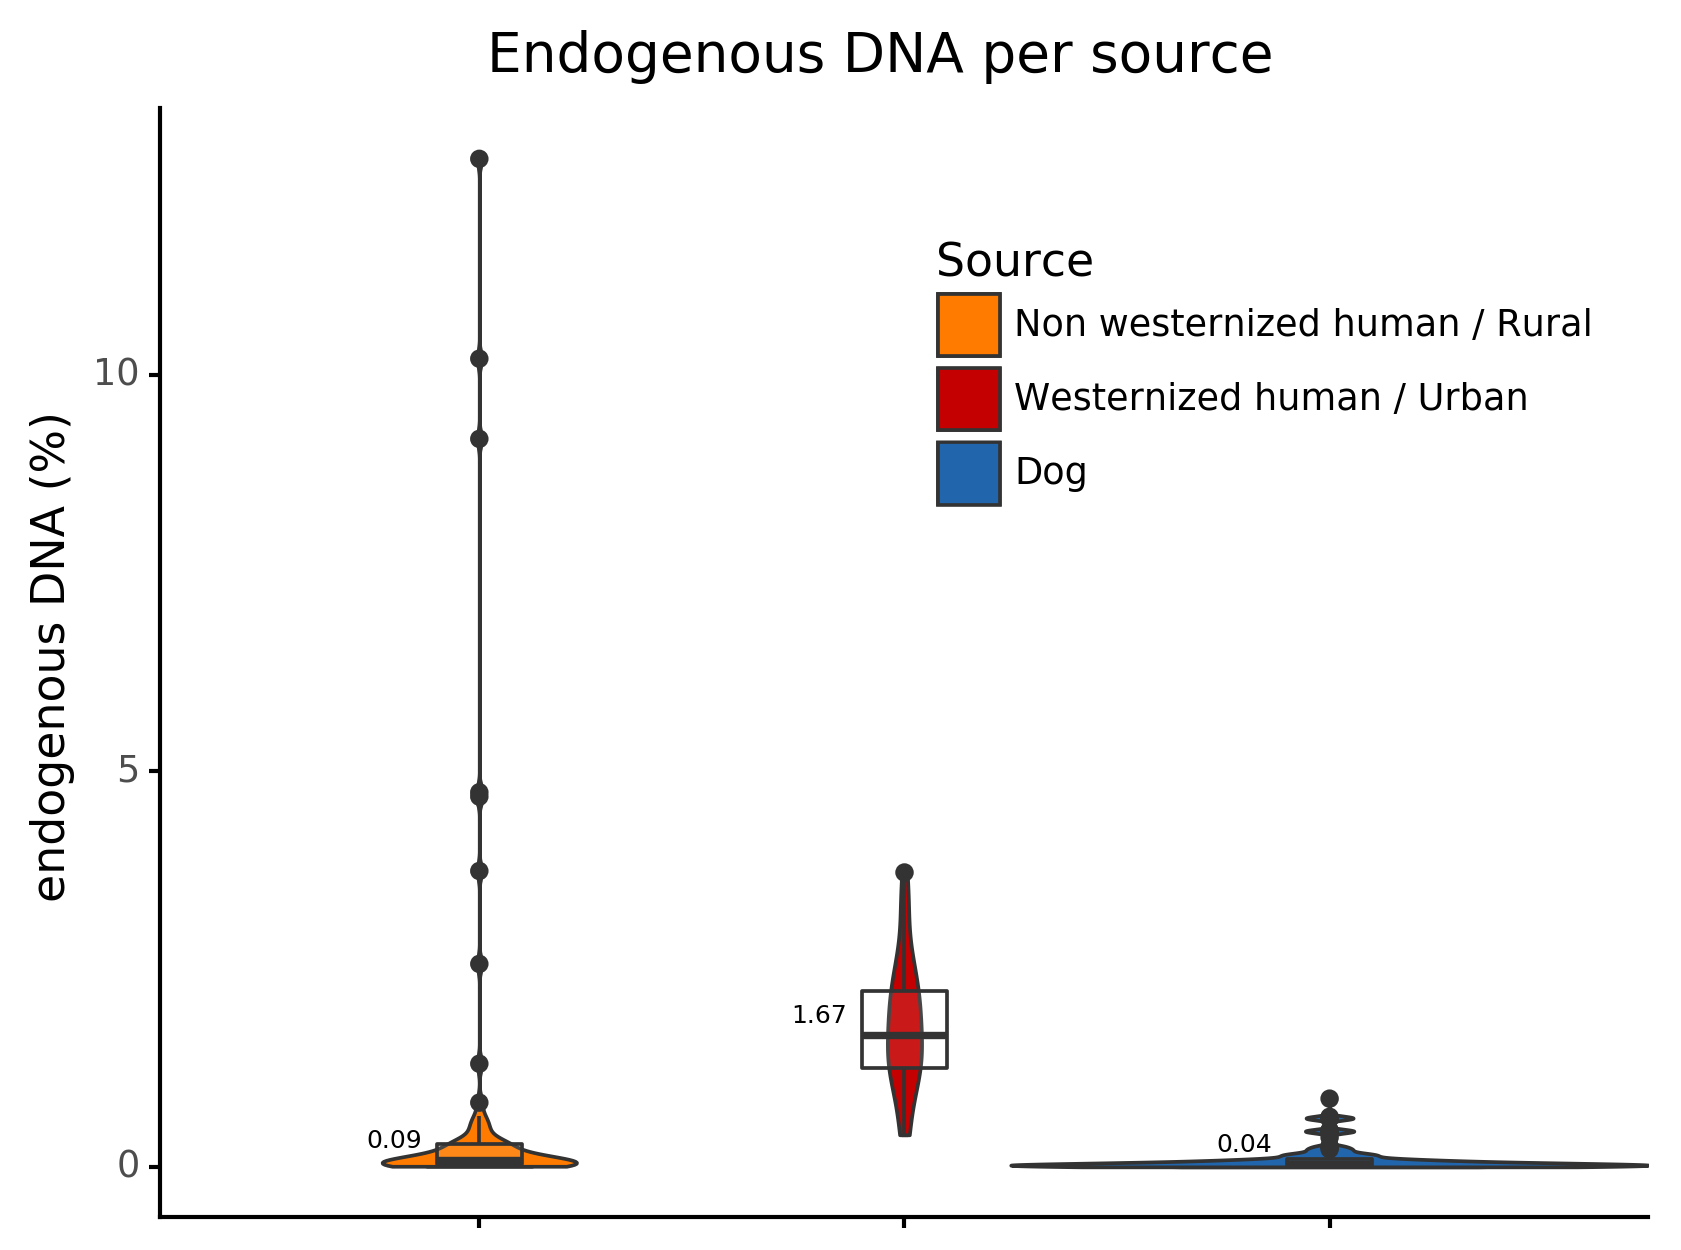 Endogenous DNA per source
endogenous DNA (%)
10
5
0
Source
Non westernized human / Rural
Westernized human / Urban
Dog
0.09
1.67
0.04